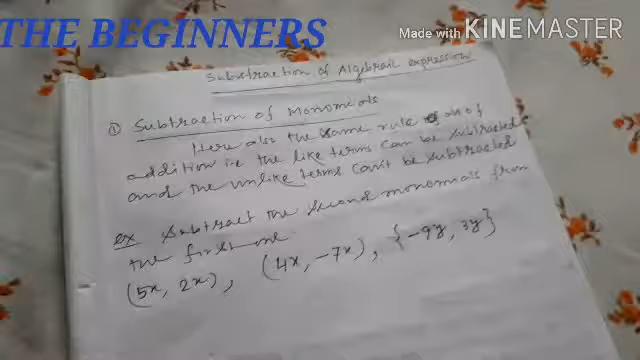 THE BEGINNERS
Made with KINEMASTER
Substraction of Algebraic expression
① Subtraction of Monomials
Here also the same rule as of
addition i.e the like terms can be subtracted
and the unlike terms can't be subtracted
ex Subtract the second monomials from
the first one.
(5x, 2x), (4x, -7x), {-9y, 3y}